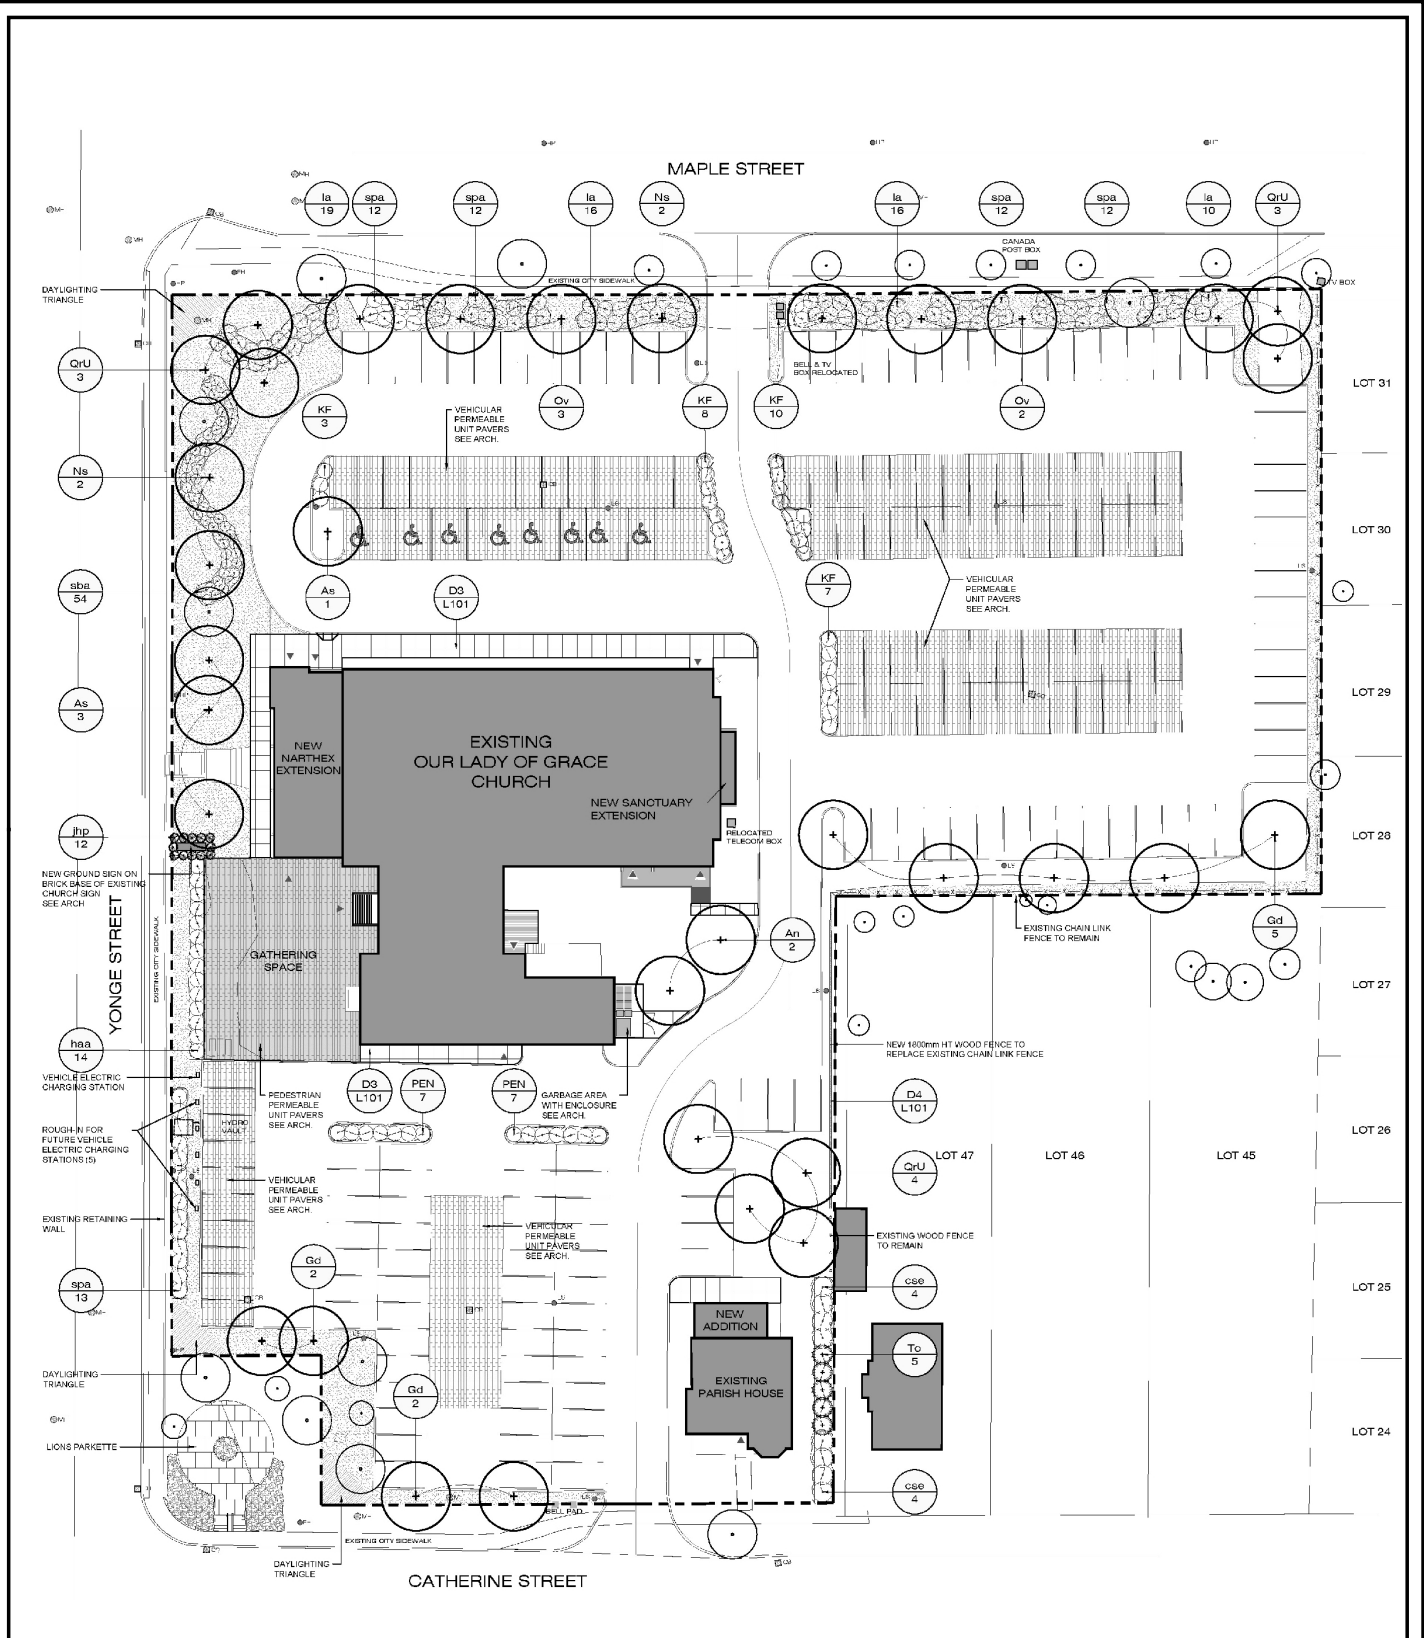 MAPLE STREET
la
19
spa
12
spa
12
la
16
Ns
2
la
16
spa
12
spa
12
la
10
QrU
3
CANADA
POST BOX
DAYLIGHTING
TRIANGLE
EXISTING CITY SIDEWALK
TV BOX
QrU
3
KF
3
VEHICULAR
PERMEABLE
UNIT PAVERS
SEE ARCH.
Ov
3
KF
8
KF
10
BELL & TV
BOX RELOCATED
Ov
2
LOT 31
Ns
2
LOT 30
sba
54
As
1
D3
L101
KF
7
VEHICULAR
PERMEABLE
UNIT PAVERS
SEE ARCH.
As
3
LOT 29
NEW
NARTHEX
EXTENSION
EXISTING
OUR LADY OF GRACE
CHURCH
NEW SANCTUARY
EXTENSION
RELOCATED
TELECOM BOX
jhp
12
LOT 28
NEW GROUND SIGN ON
BRICK BASE OF EXISTING
CHURCH SIGN
SEE ARCH
YONGE STREET
EXISTING CITY SIDEWALK
GATHERING
SPACE
An
2
EXISTING CHAIN LINK
FENCE TO REMAIN
Gd
5
LOT 27
haa
14
NEW 1800mm HT WOOD FENCE TO
REPLACE EXISTING CHAIN LINK FENCE
VEHICLE ELECTRIC
CHARGING STATION
PEDESTRIAN
PERMEABLE
UNIT PAVERS
SEE ARCH.
D3
L101
PEN
7
PEN
7
GARBAGE AREA
WITH ENCLOSURE
SEE ARCH.
D4
L101
ROUGH-IN FOR
FUTURE VEHICLE
ELECTRIC CHARGING
STATIONS (5)
HYDRO
VAULT
LOT 26
QrU
4
LOT 47
LOT 46
LOT 45
VEHICULAR
PERMEABLE
UNIT PAVERS
SEE ARCH.
EXISTING RETAINING
WALL
VEHICULAR
PERMEABLE
UNIT PAVERS
SEE ARCH.
EXISTING WOOD FENCE
TO REMAIN
Gd
2
spa
13
cse
4
LOT 25
NEW
ADDITION
To
5
DAYLIGHTING
TRIANGLE
Gd
2
EXISTING
PARISH HOUSE
LIONS PARKETTE
LOT 24
cse
4
BELL PAD
EXISTING CITY SIDEWALK
DAYLIGHTING
TRIANGLE
CATHERINE STREET